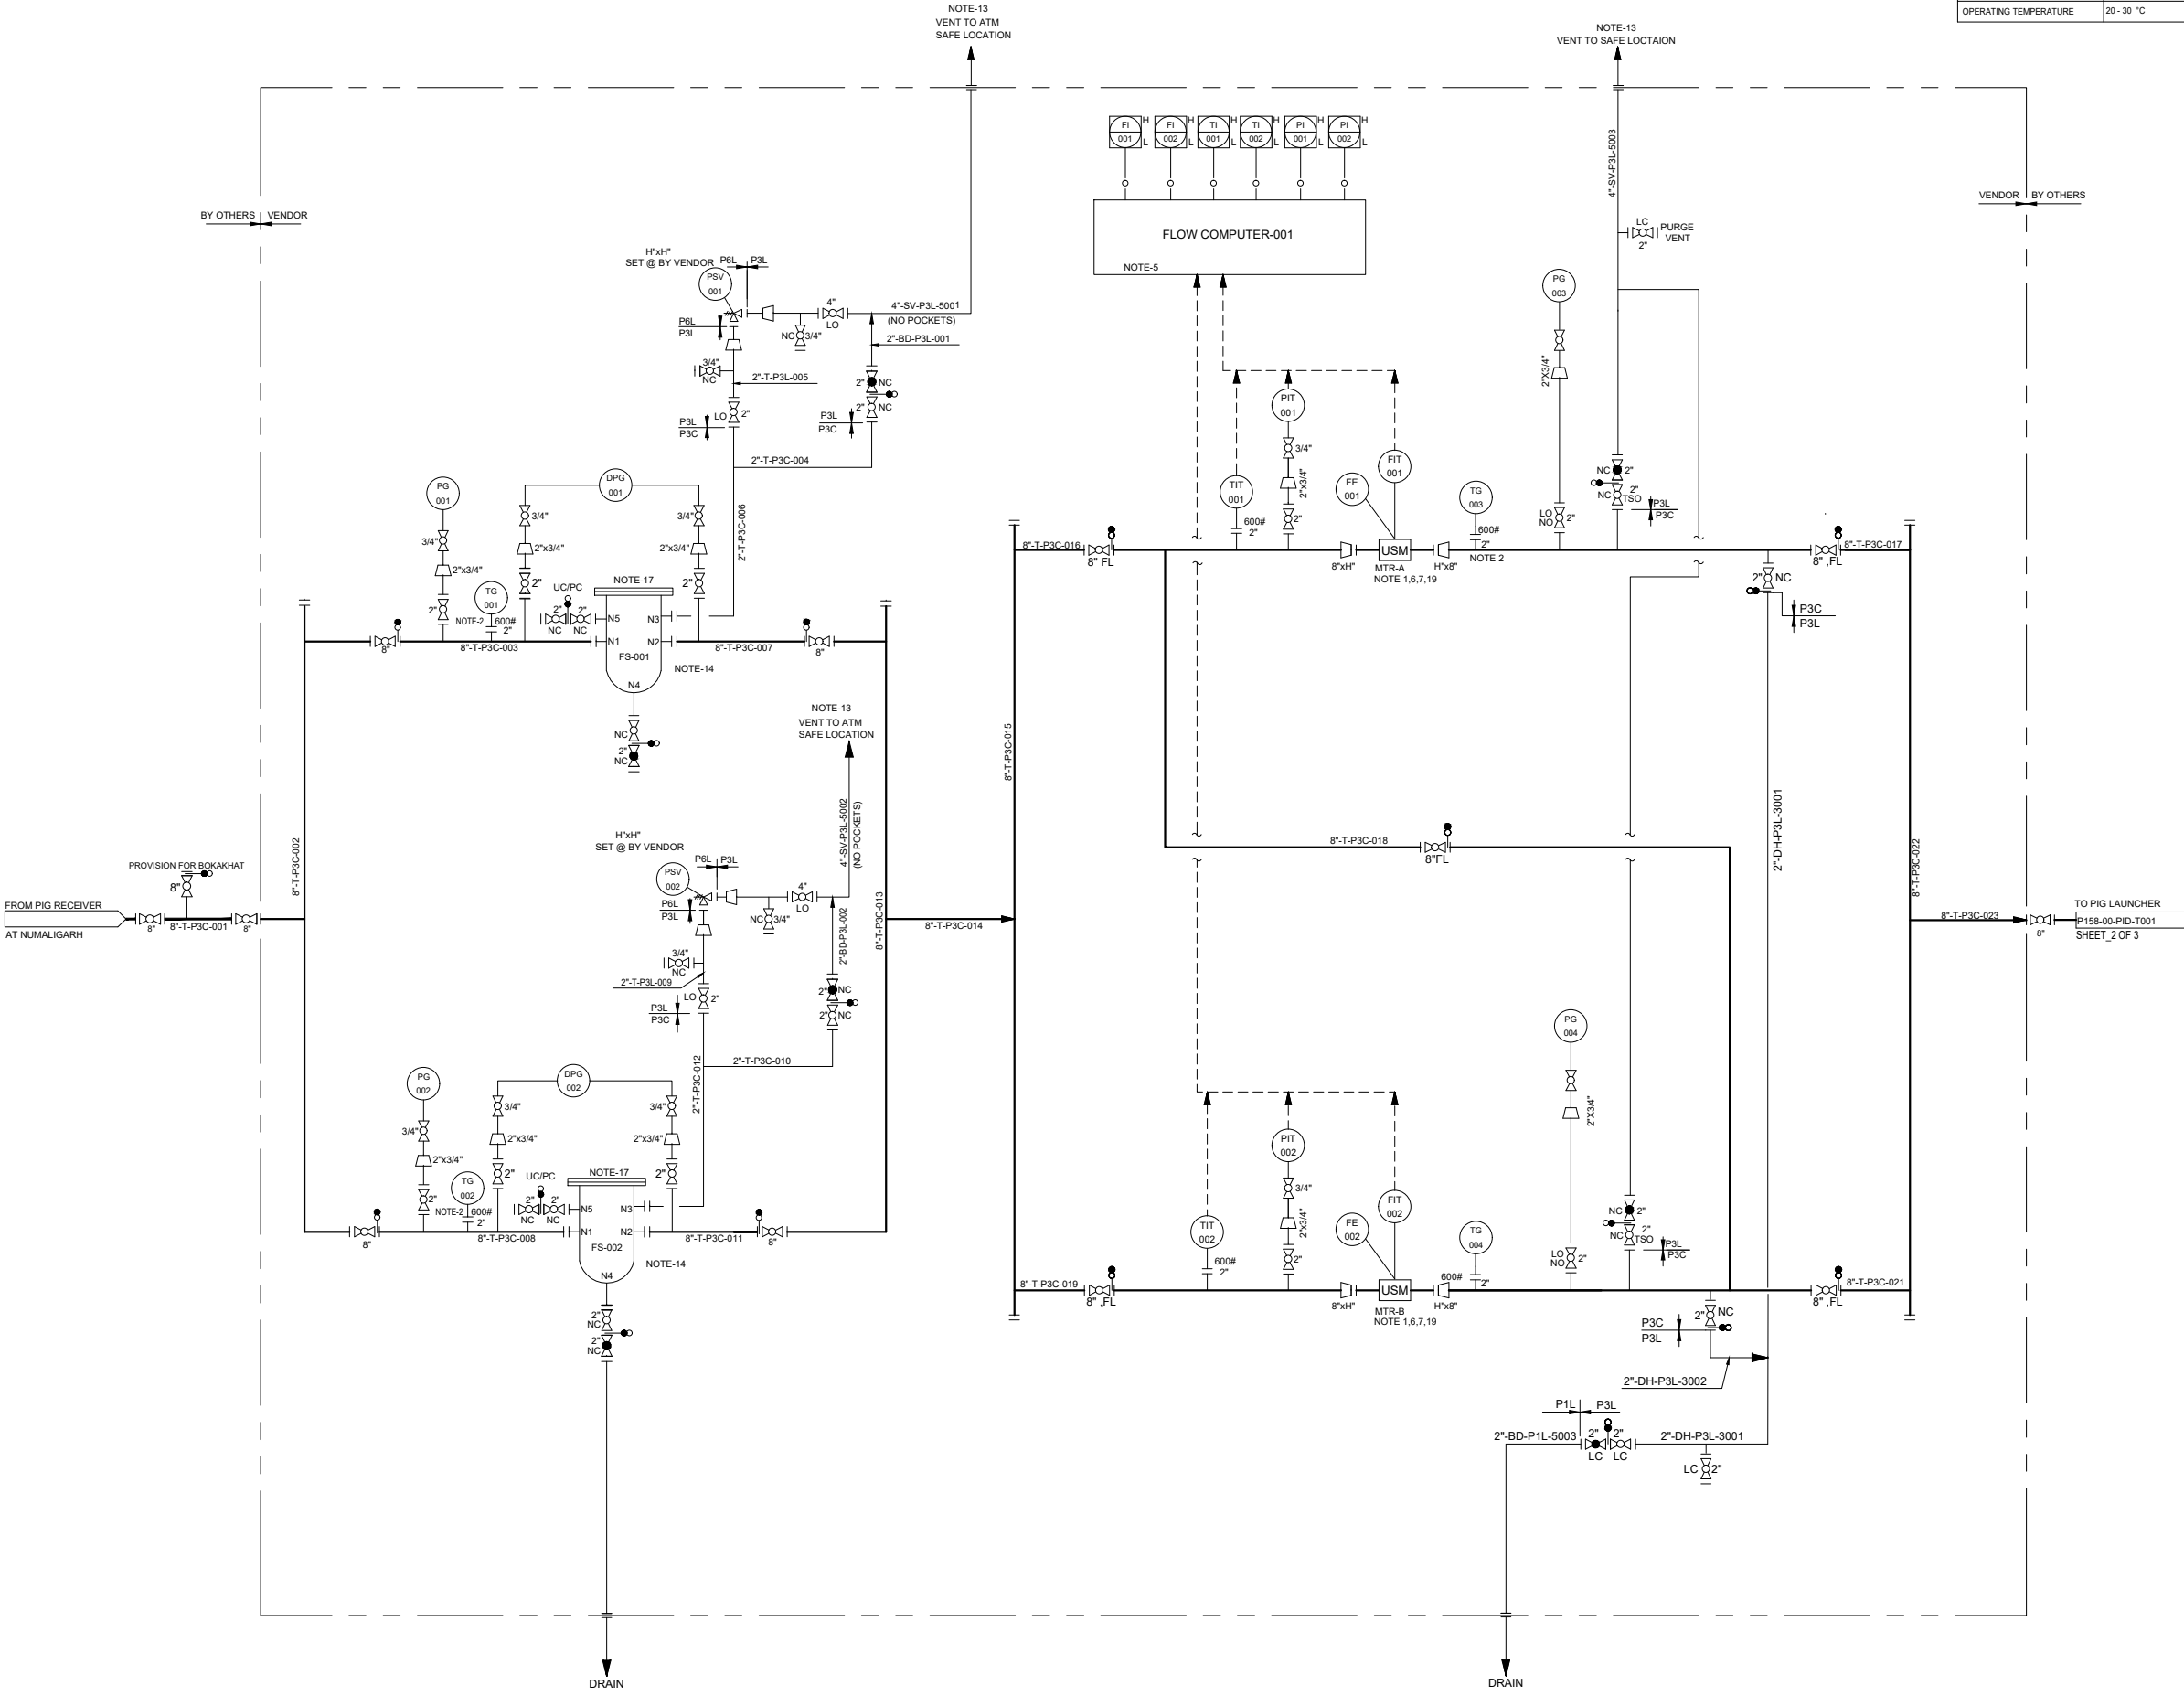 OPERATING TEMPERATURE 20 - 30 °C
NOTE-13
VENT TO ATM
SAFE LOCATION
NOTE-13
VENT TO SAFE LOCTAION
FI
001
H
L
FI
002
H
L
TI
001
H
L
TI
002
H
L
PI
001
H
L
PI
002
H
L
FLOW COMPUTER-001
NOTE-5
BY OTHERS VENDOR
VENDOR BY OTHERS
4"-SV-P3L-5003
LC
2"
PURGE
VENT
H"xH"
SET @ BY VENDOR
P6L P3L
PSV
001
P6L
P3L
4"
LO
NC 3/4"
4"-SV-P3L-5001
(NO POCKETS)
2"-BD-P3L-001
3/4"
NC
2"-T-P3L-005
LO 2"
P3L
P3C
2" NC
2" NC
P3L
P3C
2"-T-P3C-004
2"-T-P3C-006
PG
001
3/4"
2"x3/4"
2"
TG
001
NOTE-2
600#
2"
DPG
001
3/4"
2"x3/4"
2"
3/4"
2"x3/4"
2"
UC/PC
2" 2"
NC NC
NOTE-17
N5
N3
N1
N2
FS-001
N4
NOTE-14
8"
8"-T-P3C-003
8"-T-P3C-007
8"
NC
2"
NC
8"-T-P3C-002
PROVISION FOR BOKAKHAT
8"
FROM PIG RECEIVER
AT NUMALIGARH
8"
8"-T-P3C-001
8"
NOTE-13
VENT TO ATM
SAFE LOCATION
4"-SV-P3L-5002
(NO POCKETS)
H"xH"
SET @ BY VENDOR
P6L P3L
PSV
002
P6L
P3L
4"
LO
NC 3/4"
2"-BD-P3L-002
3/4"
NC
2"-T-P3L-009
LO 2"
P3L
P3C
2" NC
2" NC
2"-T-P3C-010
2"-T-P3C-012
8"-T-P3C-013
8"-T-P3C-014
PG
002
3/4"
2"x3/4"
2"
TG
002
NOTE-2
600#
2"
DPG
002
3/4"
2"x3/4"
2"
3/4"
2"x3/4"
2"
UC/PC
2" 2"
NC NC
NOTE-17
N5
N3
N1
N2
FS-002
N4
NOTE-14
8"
8"-T-P3C-008
8"-T-P3C-011
8"
2"
NC
2"
NC
DRAIN
8"-T-P3C-015
8"-T-P3C-016
8" FL
TIT
001
600#
2"
PIT
001
3/4"
2"x3/4"
2"
FE
001
FIT
001
8"xH"
USM
H"x8"
MTR-A
NOTE 1,6,7,19
TG
003
600#
2"
NOTE 2
PG
003
2"X3/4"
LO
NO
2"
NC 2"
NC 2"
TSO
P3L
P3C
8" ,FL
8"-T-P3C-017
2" NC
P3C
P3L
8"-T-P3C-018
8"FL
2"-DH-P3L-3001
8"-T-P3C-022
8"-T-P3C-023
8"
TO PIG LAUNCHER
P158-00-PID-T001
SHEET_2 OF 3
8"-T-P3C-019
8" ,FL
TIT
002
600#
2"
PIT
002
3/4"
2"x3/4"
2"
FE
002
FIT
002
8"xH"
USM
H"x8"
MTR-B
NOTE 1,6,7,19
TG
004
600#
2"
PG
004
2"X3/4"
LO
NO
2"
NC 2"
NC 2"
TSO
P3L
P3C
8" ,FL
8"-T-P3C-021
2" NC
P3C
P3L
2"-DH-P3L-3002
P1L P3L
2"-BD-P1L-5003
2" 2"
LC LC
2"-DH-P3L-3001
LC 2"
DRAIN